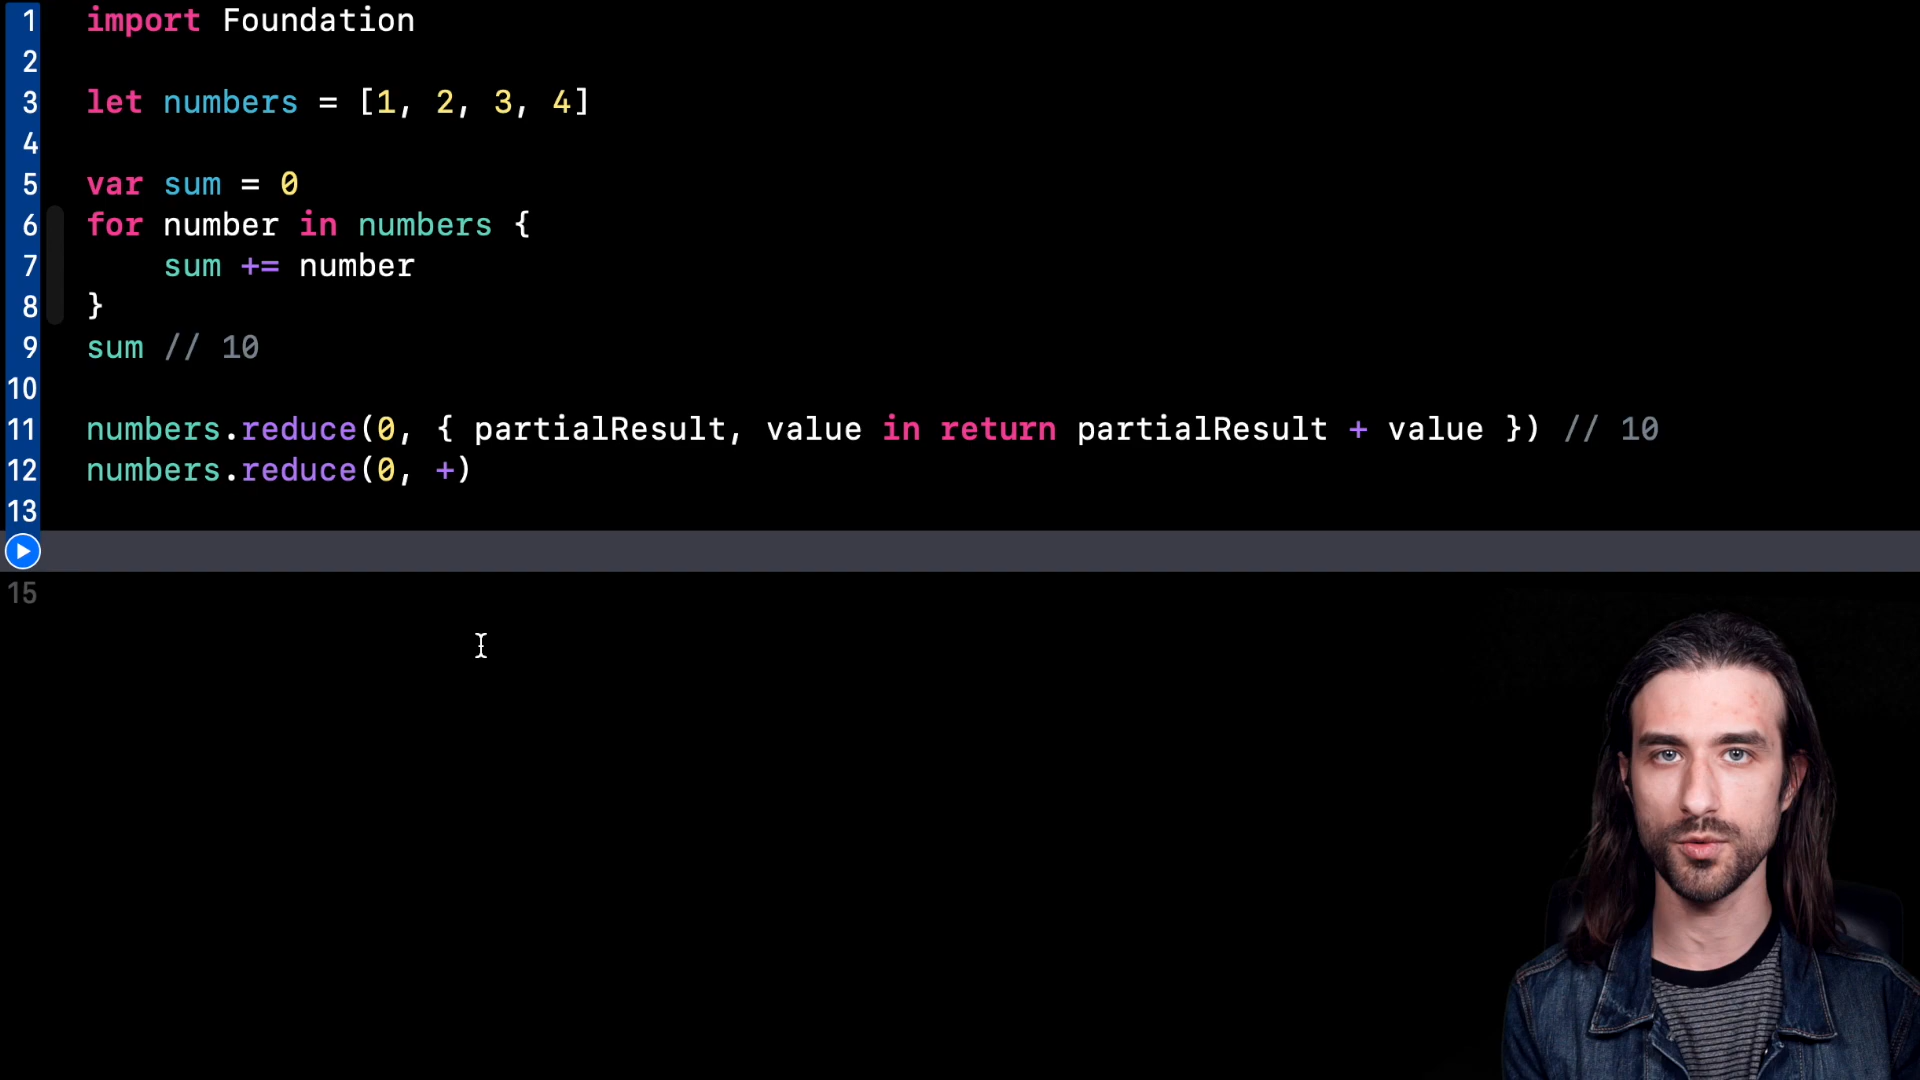 1 import Foundation
2
3 let numbers = [1, 2, 3, 4]
4
5 var sum = 0
6 for number in numbers {
7     sum += number
8 }
9 sum // 10
10
11 numbers.reduce(0, { partialResult, value in return partialResult + value }) // 10
12 numbers.reduce(0, +)
13
15